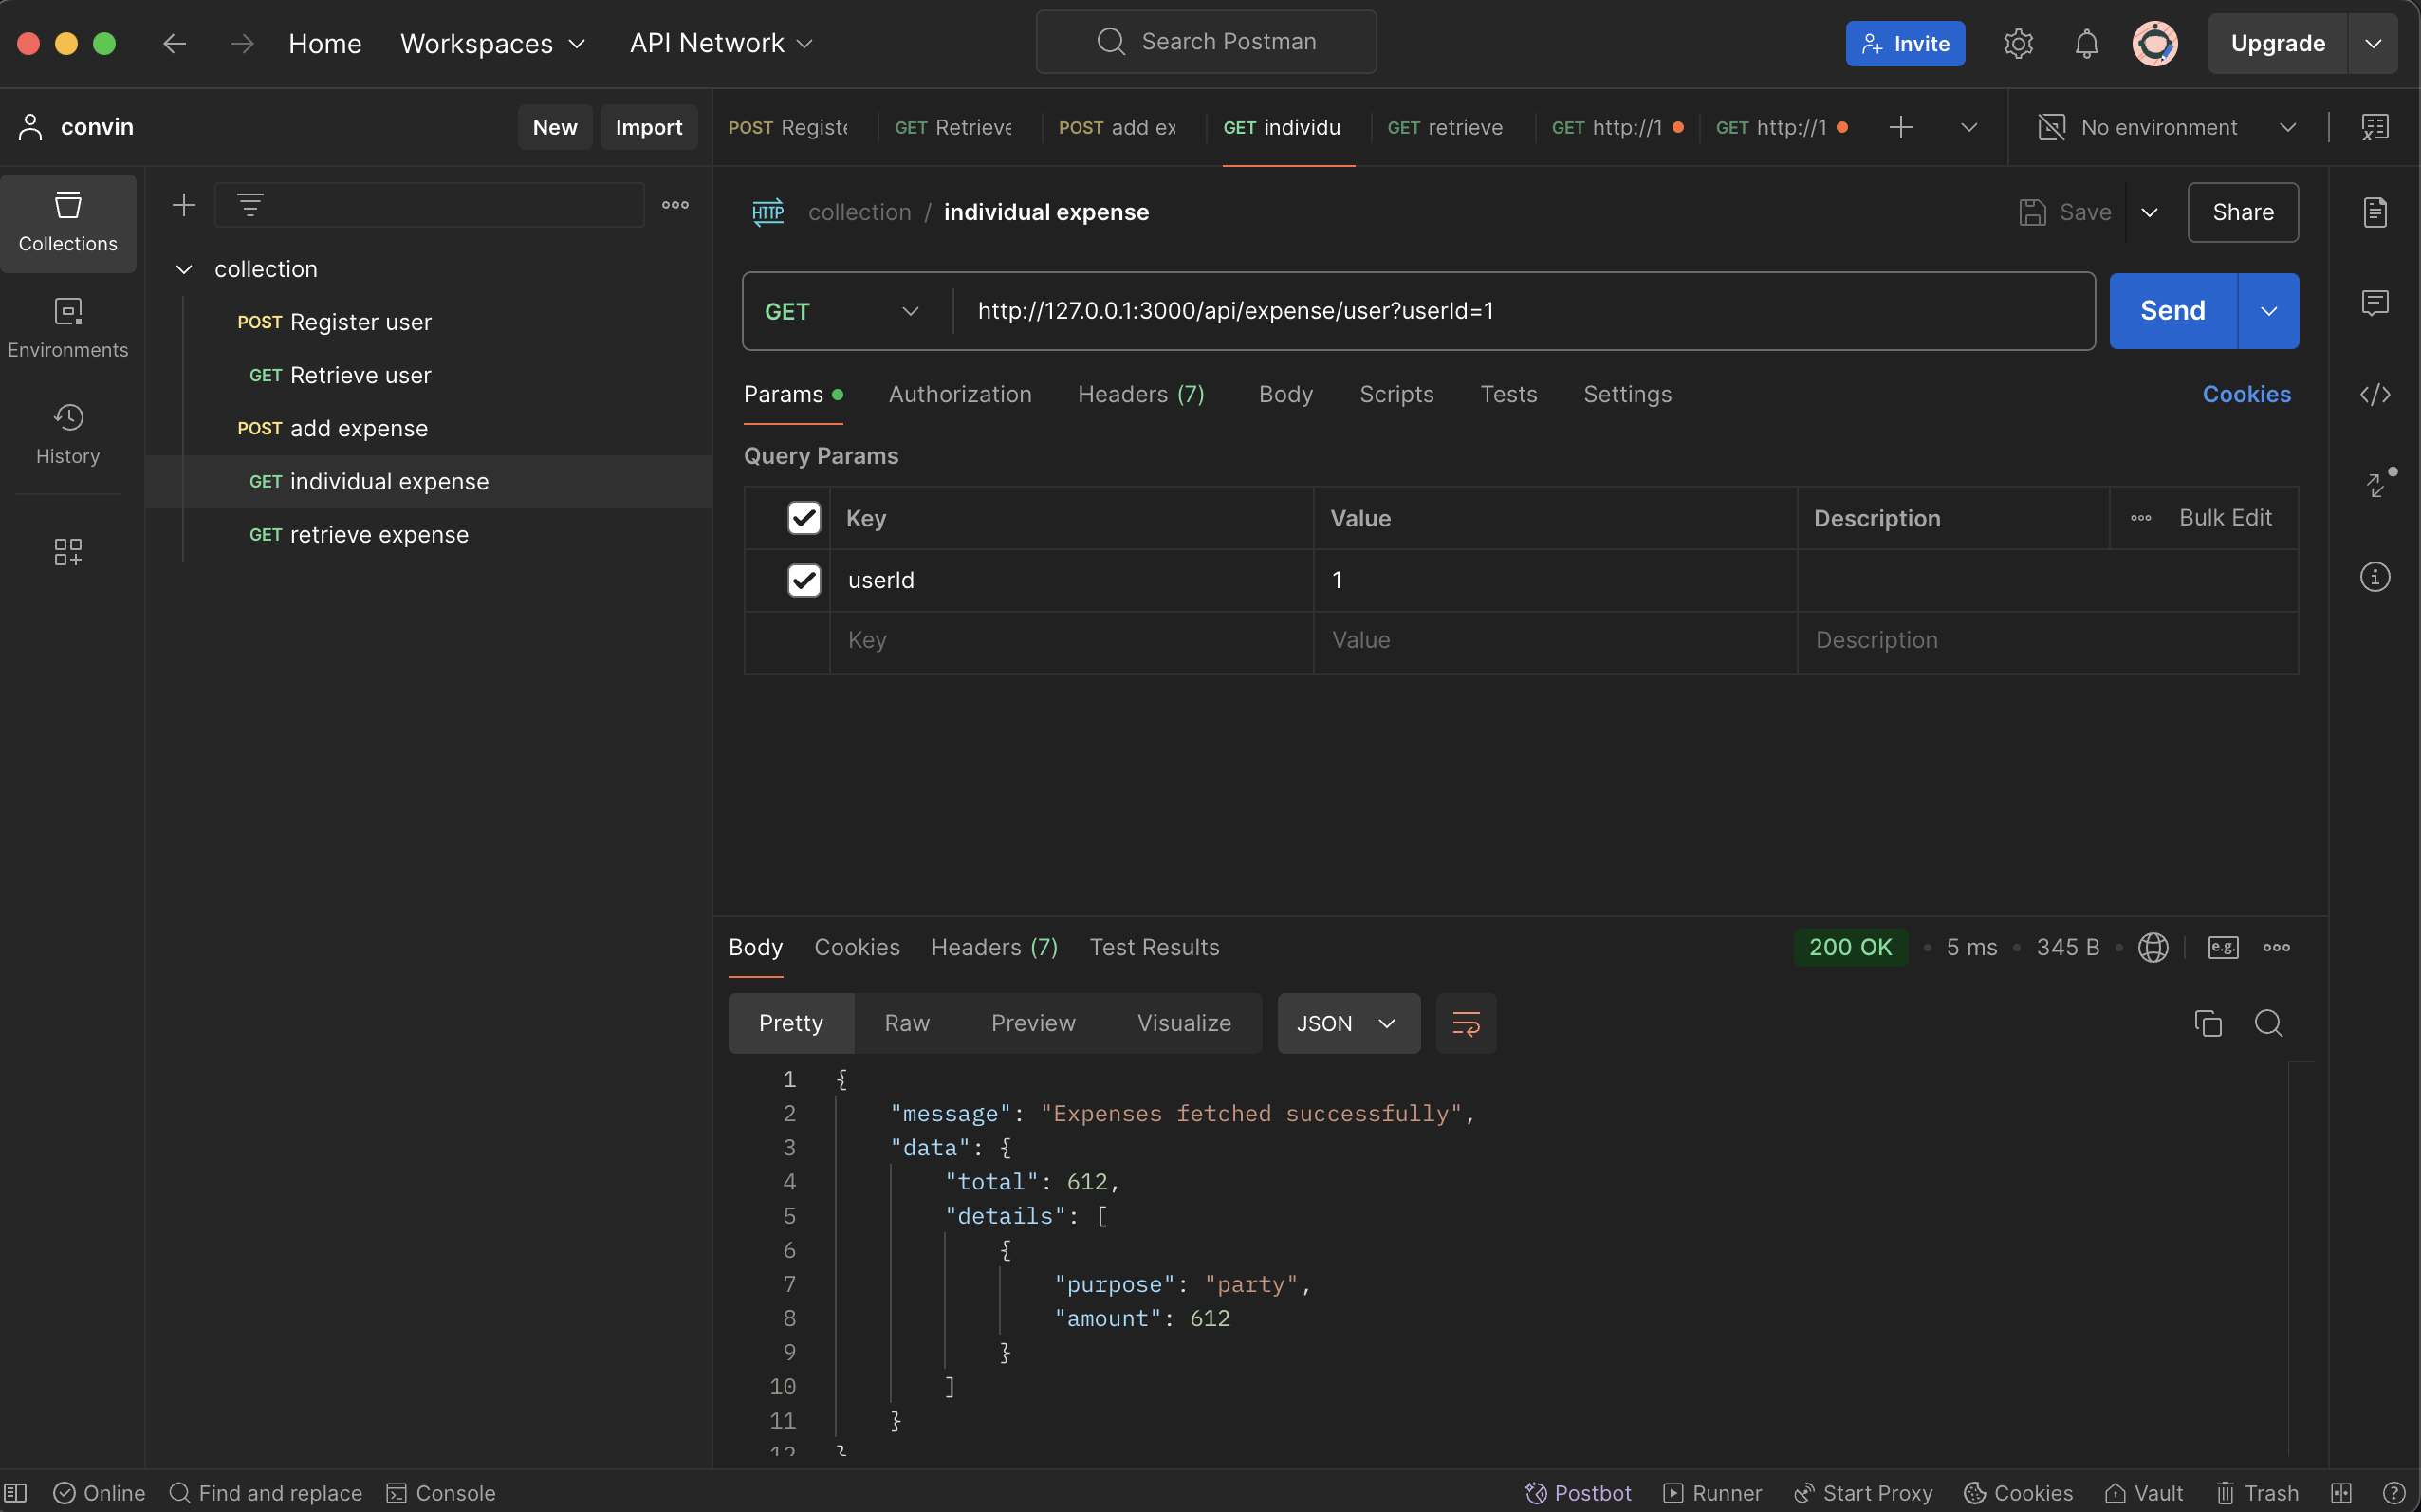 Home Workspaces API Network Search Postman Invite Upgrade
convin New Import
POST Registe GET Retrieve POST add ex GET individu GET retrieve GET http://1 GET http://1 No environment
Collections
Environments
History
collection
POST Register user
GET Retrieve user
POST add expense
GET individual expense
GET retrieve expense
HTTP collection / individual expense Save Share
GET http://127.0.0.1:3000/api/expense/user?userId=1 Send
Params Authorization Headers (7) Body Scripts Tests Settings Cookies
Query Params
Key Value Description Bulk Edit
userId 1
Key Value Description
Body Cookies Headers (7) Test Results 200 OK 5 ms 345 B e.g.
Pretty Raw Preview Visualize JSON
1 {
2 "message": "Expenses fetched successfully",
3 "data": {
4 "total": 612,
5 "details": [
6 {
7 "purpose": "party",
8 "amount": 612
9 }
10 ]
11 }
12 }
Online Find and replace Console Postbot Runner Start Proxy Cookies Vault Trash